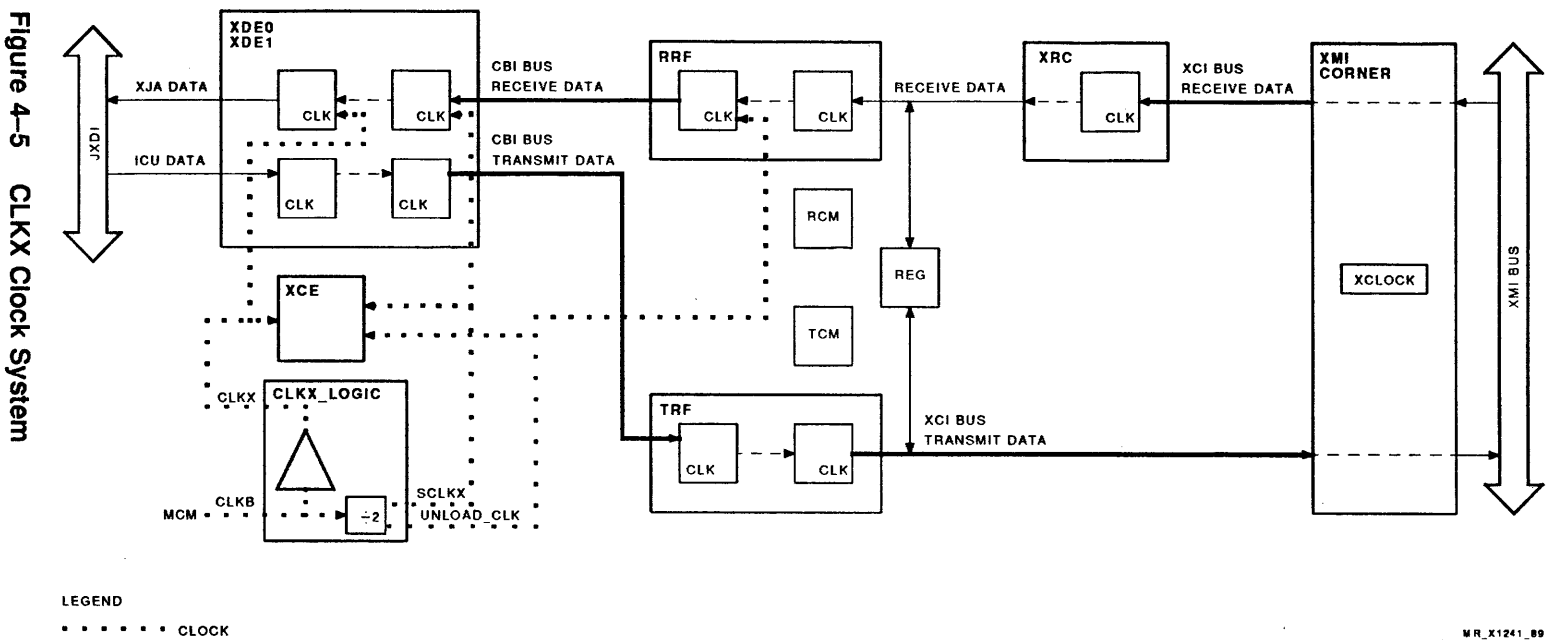 Figure 4–5 CLKX Clock System
JXDI
XJA DATA
ICU DATA
XDE0
XDE1
CLK
CLK
CLK
CLK
CBI BUS
RECEIVE DATA
CBI BUS
TRANSMIT DATA
RRF
CLK
CLK
RECEIVE DATA
XRC
CLK
XCI BUS
RECEIVE DATA
XMI
CORNER
XCLOCK
XMI BUS
RCM
REG
TCM
XCE
CLKX
CLKX_LOGIC
MCM
CLKB
÷2
SCLKX
UNLOAD_CLK
TRF
CLK
CLK
XCI BUS
TRANSMIT DATA
LEGEND
CLOCK
MR_X1241_89